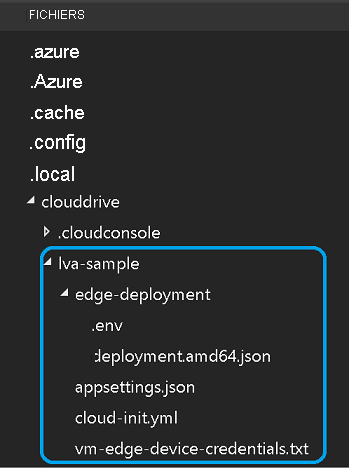 FICHIERS
.azure
.Azure
.cache
.config
.local
clouddrive
.cloudconsole
lva-sample
edge-deployment
.env
deployment.amd64.json
appsettings.json
cloud-init.yml
vm-edge-device-credentials.txt